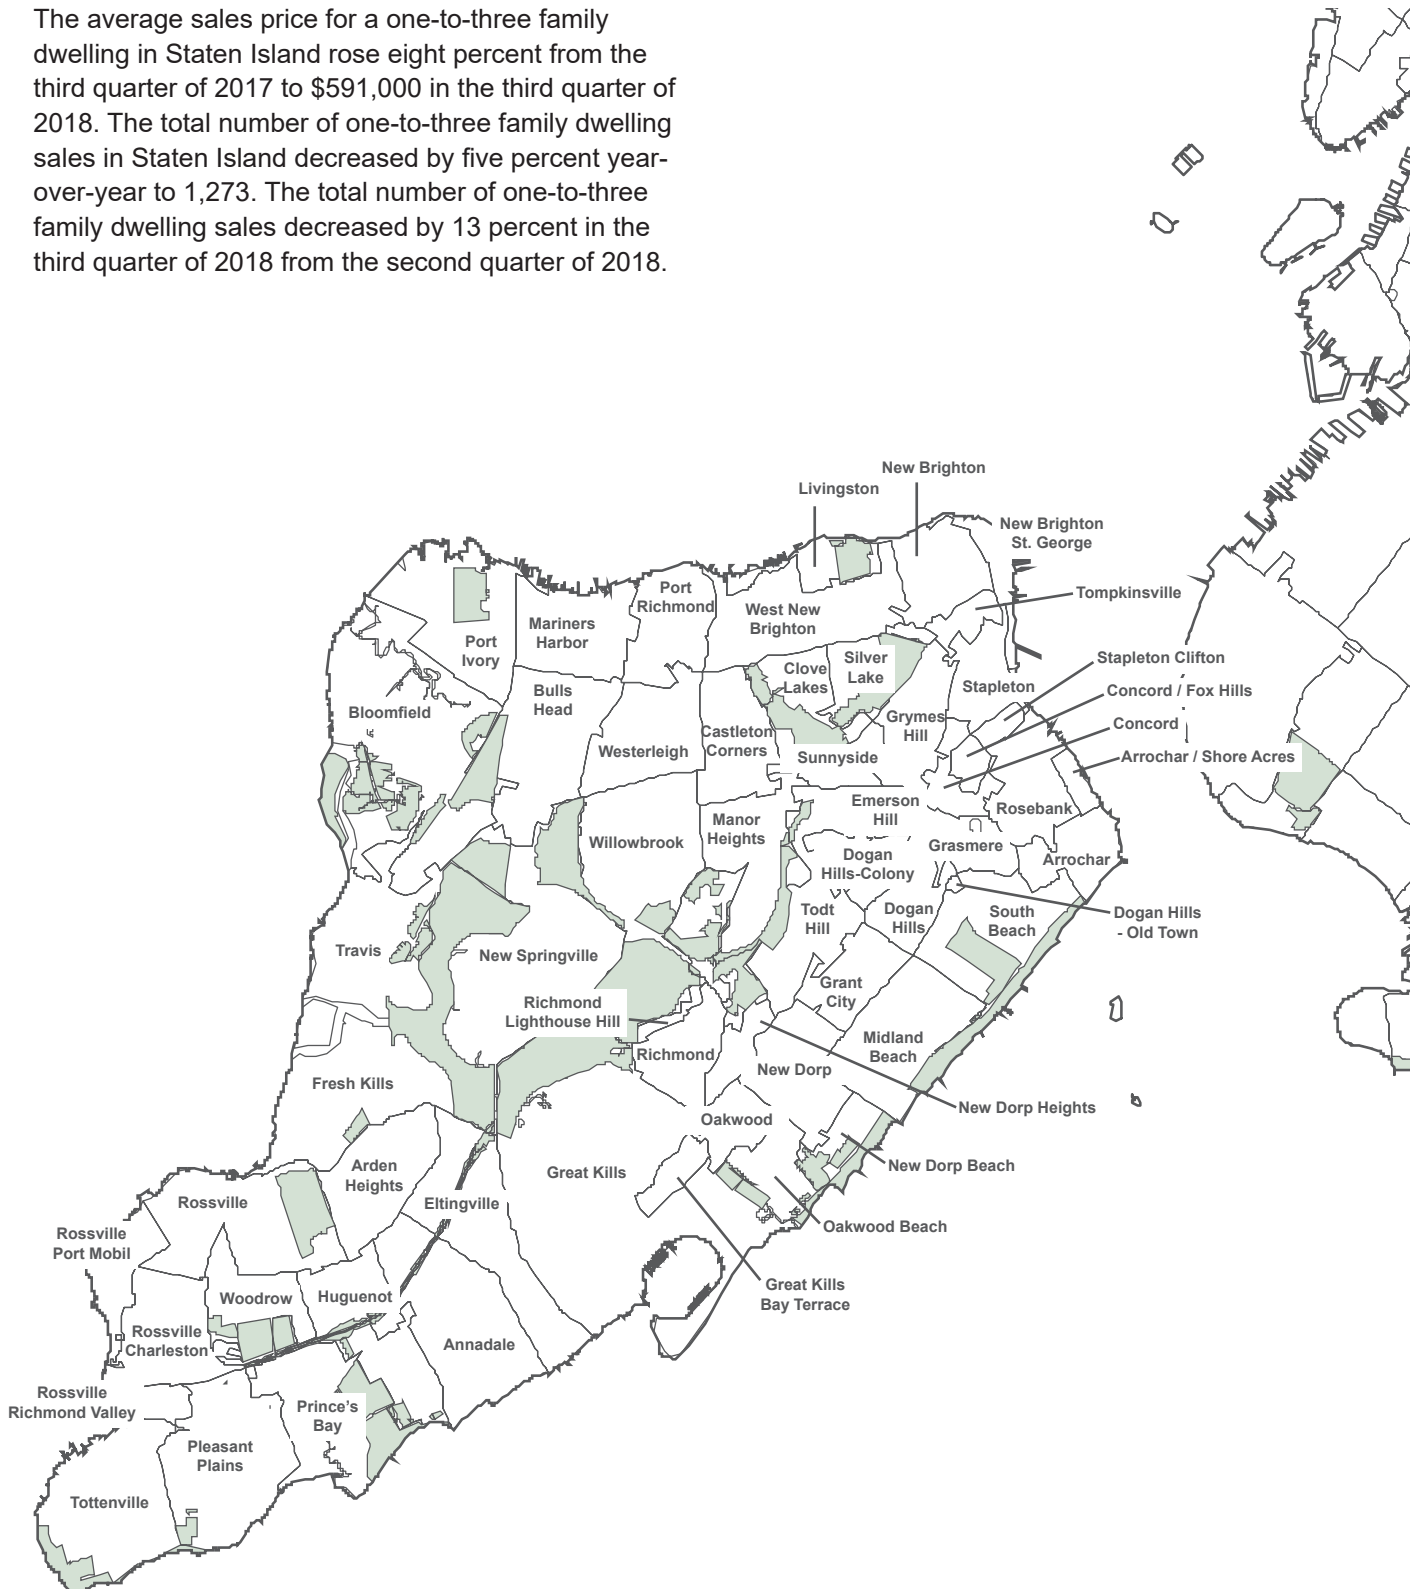 The average sales price for a one-to-three family
dwelling in Staten Island rose eight percent from the
third quarter of 2017 to $591,000 in the third quarter of
2018. The total number of one-to-three family dwelling
sales in Staten Island decreased by five percent year-
over-year to 1,273. The total number of one-to-three
family dwelling sales decreased by 13 percent in the
third quarter of 2018 from the second quarter of 2018.
New Brighton
Livingston
New Brighton
St. George
Port
Richmond
Tompkinsville
West New
Brighton
Mariners
Harbor
Port
Ivory
Stapleton Clifton
Silver
Lake
Clove
Lakes
Stapleton
Concord / Fox Hills
Bulls
Head
Bloomfield
Grymes
Hill
Concord
Castleton
Corners
Westerleigh
Sunnyside
Arrochar / Shore Acres
Emerson
Hill
Rosebank
Manor
Heights
Willowbrook
Grasmere
Dogan
Hills-Colony
Arrochar
Todt
Hill
Dogan
Hills
South
Beach
Dogan Hills
- Old Town
Travis
New Springville
Grant
City
Richmond
Lighthouse Hill
Midland
Beach
Richmond
New Dorp
Fresh Kills
New Dorp Heights
Oakwood
New Dorp Beach
Arden
Heights
Great Kills
Rossville
Eltingville
Oakwood Beach
Rossville
Port Mobil
Great Kills
Bay Terrace
Woodrow
Huguenot
Rossville
Charleston
Annadale
Rossville
Richmond Valley
Prince’s
Bay
Pleasant
Plains
Tottenville